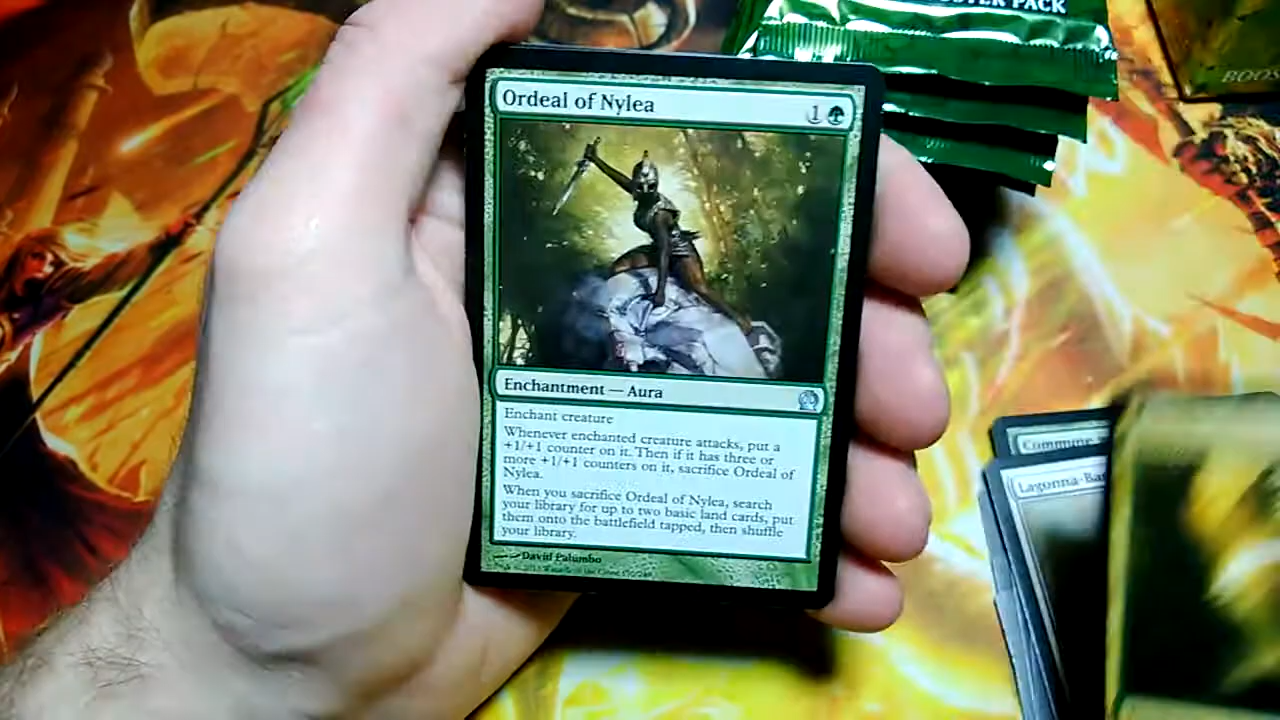 BOOSTER PACK
BOOS
Ordeal of Nylea 1
Enchantment — Aura
Enchant creature
Whenever enchanted creature attacks, put a
+1/+1 counter on it. Then if it has three or
more +1/+1 counters on it, sacrifice Ordeal of
Nylea.
When you sacrifice Ordeal of Nylea, search
your library for up to two basic land cards, put
them onto the battlefield tapped, then shuffle
your library.
David Palumbo
Commune
Lagonna-Ba